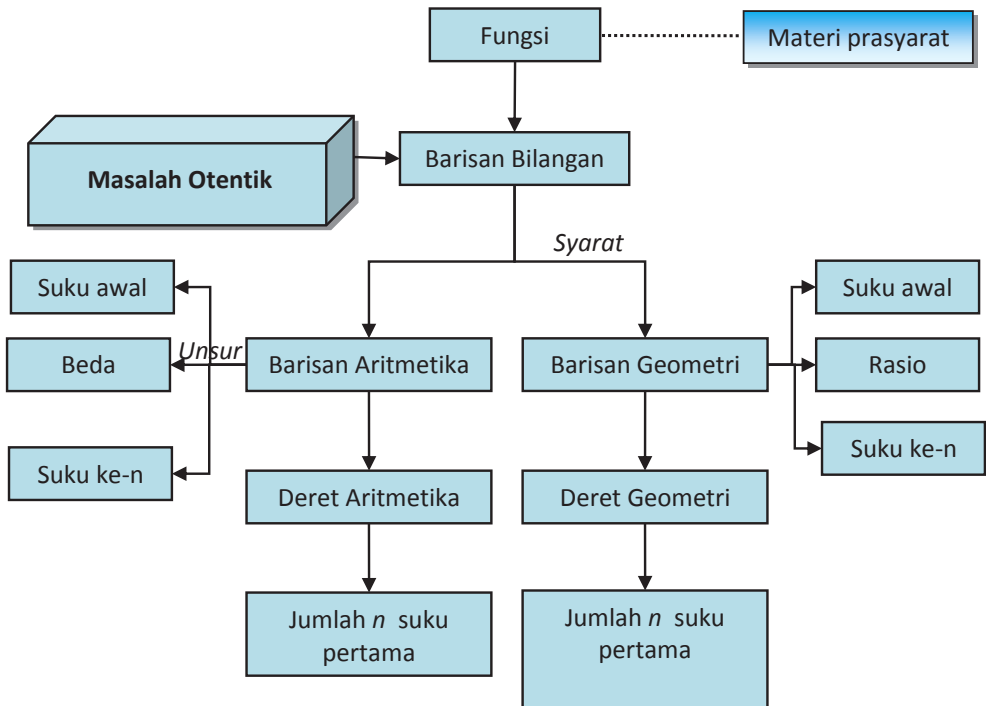 Fungsi
Materi prasyarat
Masalah Otentik
Barisan Bilangan
Syarat
Suku awal
Suku awal
Beda
Unsur
Barisan Aritmetika
Barisan Geometri
Rasio
Suku ke-n
Suku ke-n
Deret Aritmetika
Deret Geometri
Jumlah n suku
pertama
Jumlah n suku
pertama